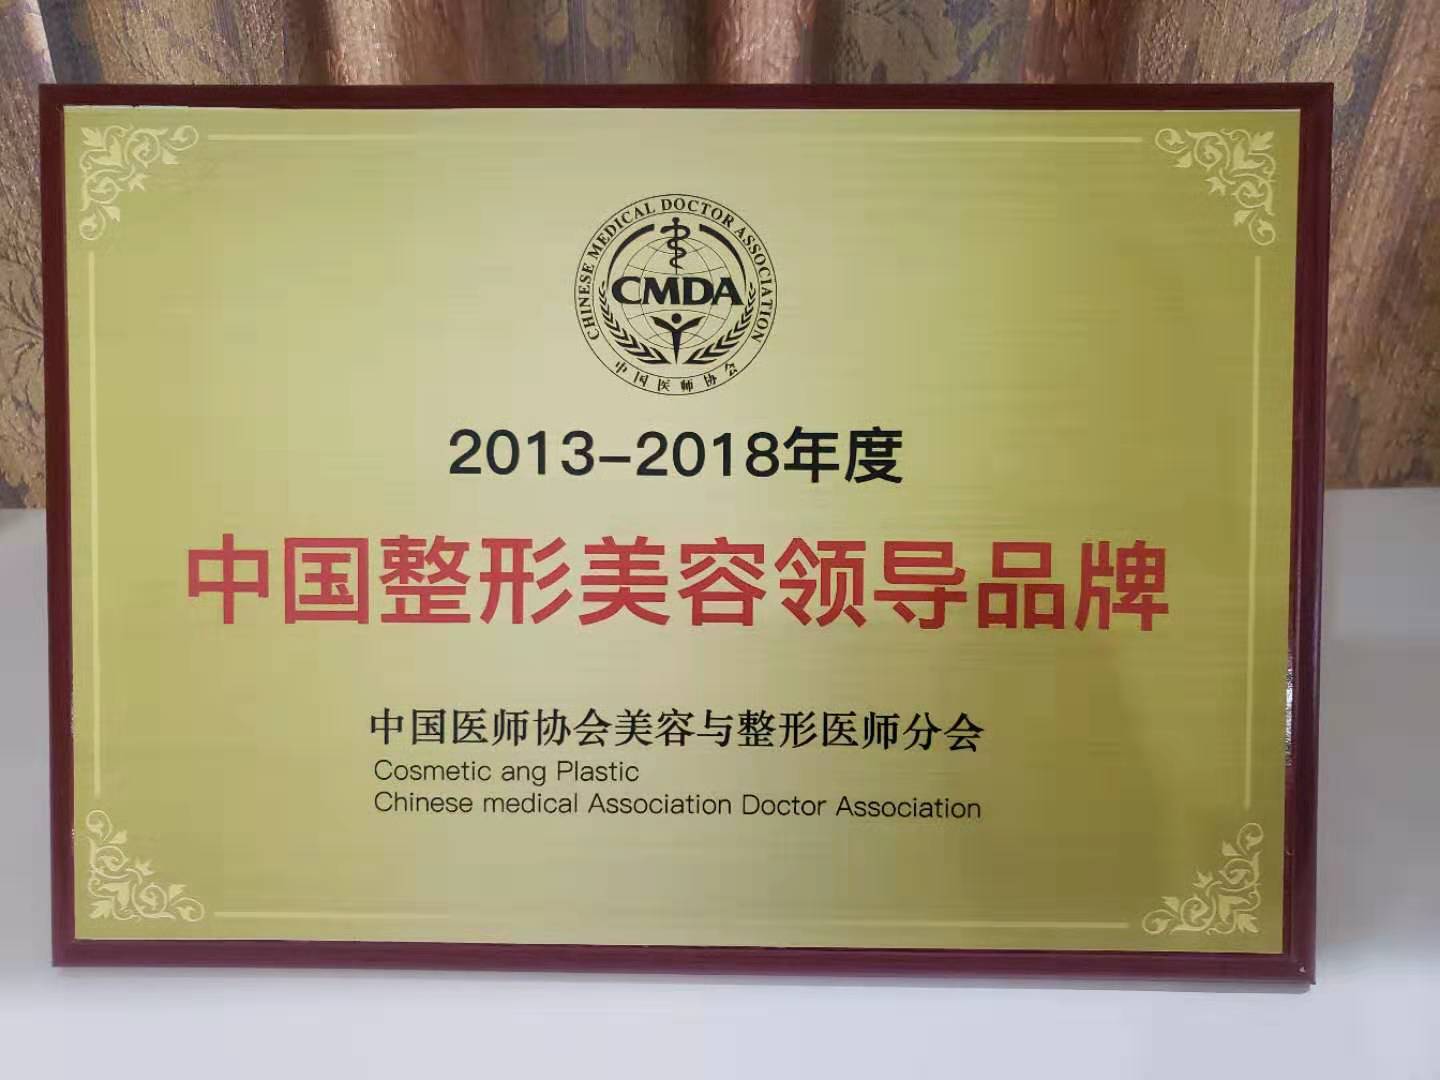 CHINESE MEDICAL DOCTOR ASSOCIATION
CMDA
中国医师协会
2013-2018年度
中国整形美容领导品牌
中国医师协会美容与整形医师分会
Cosmetic ang Plastic
Chinese medical Association Doctor Association